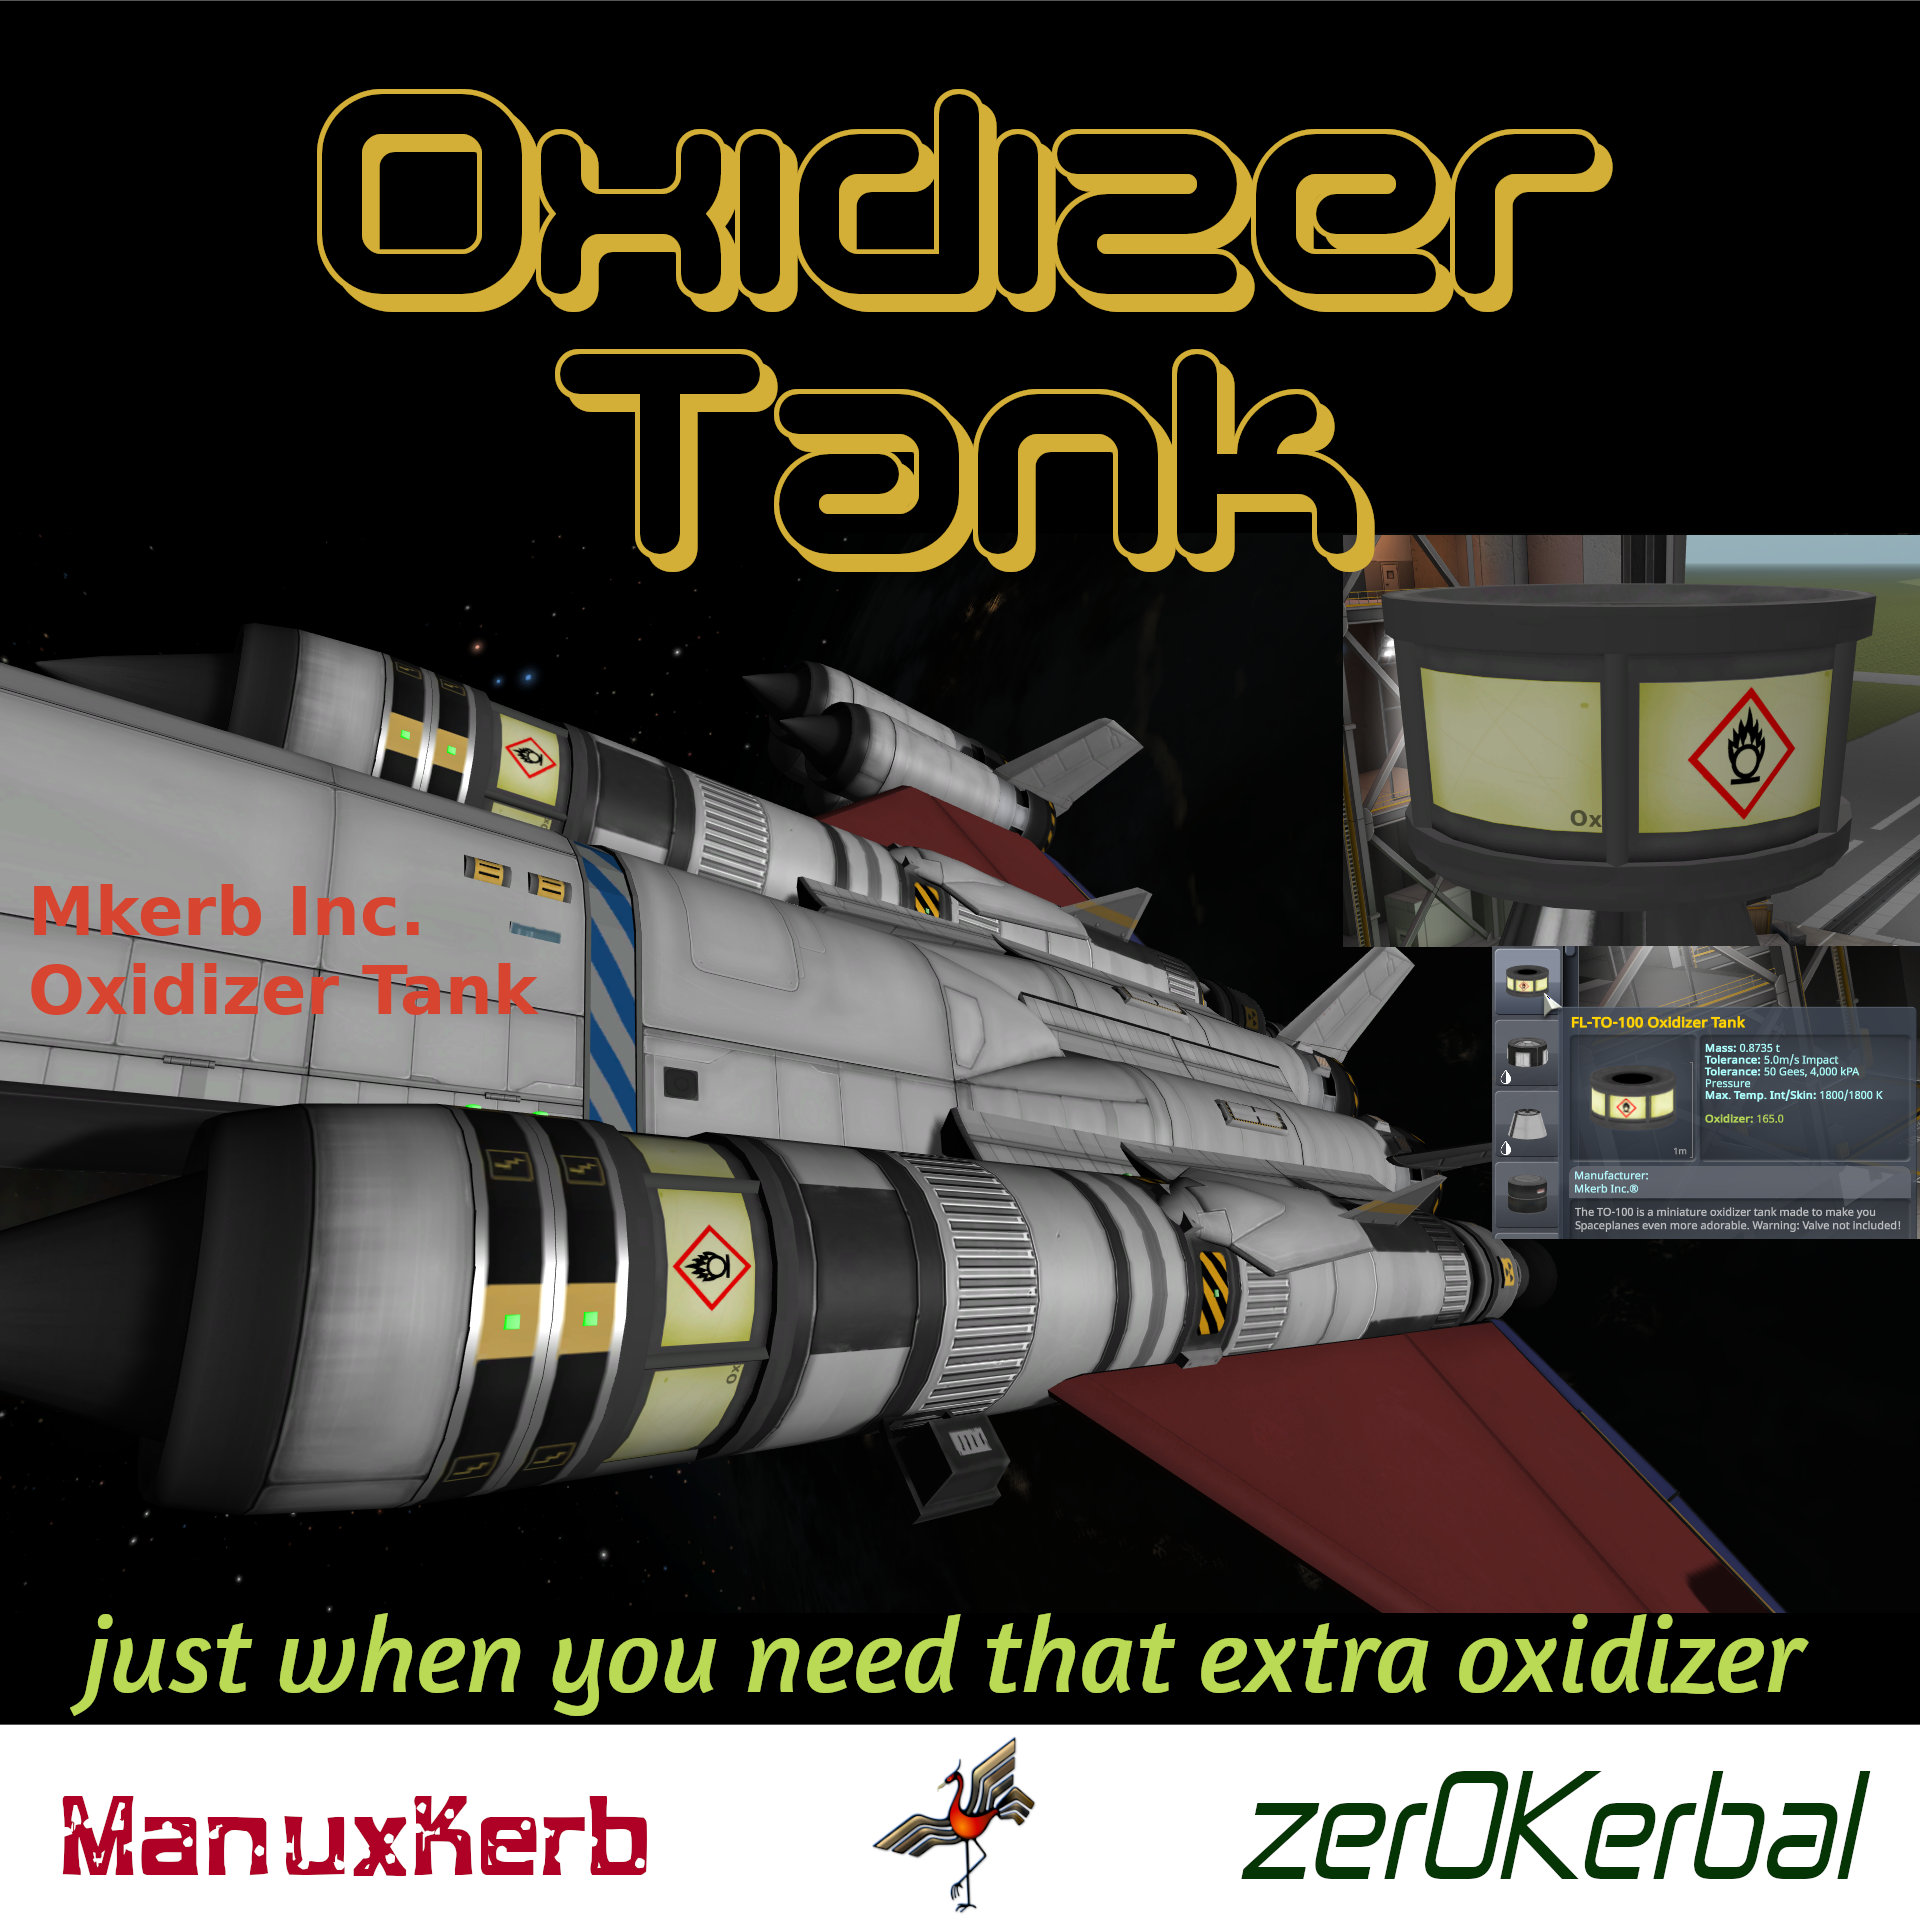 Oxidizer
Tank
Ox
Mkerb Inc.
Oxidizer Tank
FL-TO-100 Oxidizer Tank
Mass: 0.8735 t
Tolerance: 5.0m/s Impact
Tolerance: 50 Gees, 4,000 kPA
Pressure
Max. Temp. Int/Skin: 1800/1800 K
Oxidizer: 165.0
1m
Manufacturer:
Mkerb Inc.®
The TO-100 is a miniature oxidizer tank made to make you
Spaceplanes even more adorable. Warning: Valve not included!
Ox
just when you need that extra oxidizer
ManuxKerb
zer0Kerbal